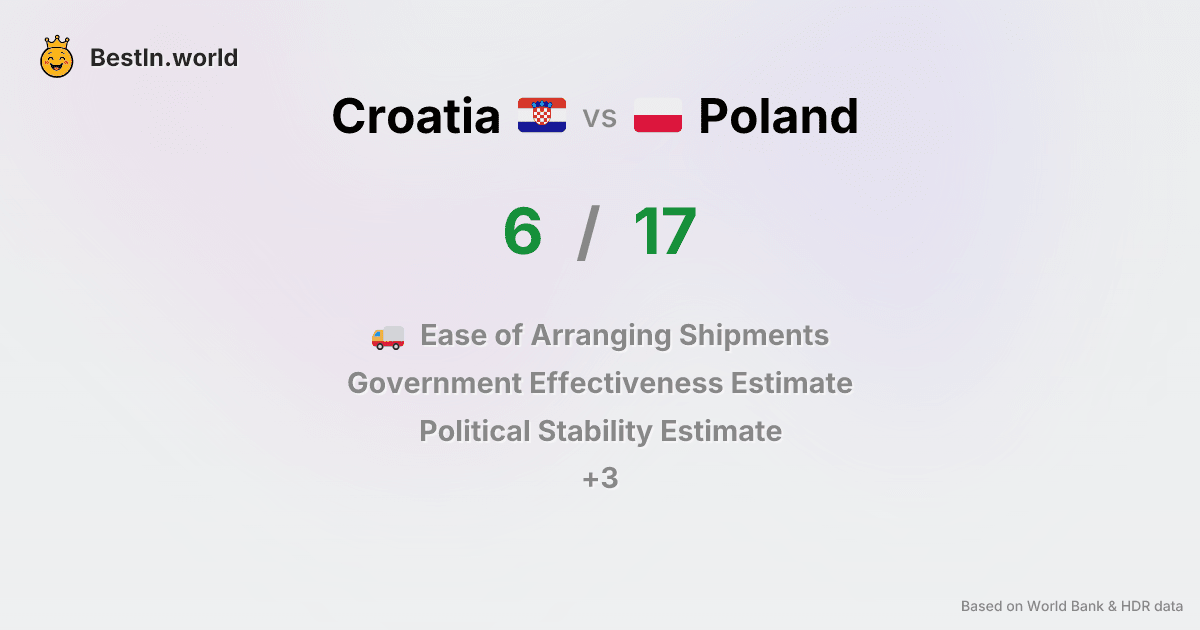 BestIn.world
Croatia vs Poland
6 / 17
Ease of Arranging Shipments
Government Effectiveness Estimate
Political Stability Estimate
+3
Based on World Bank & HDR data